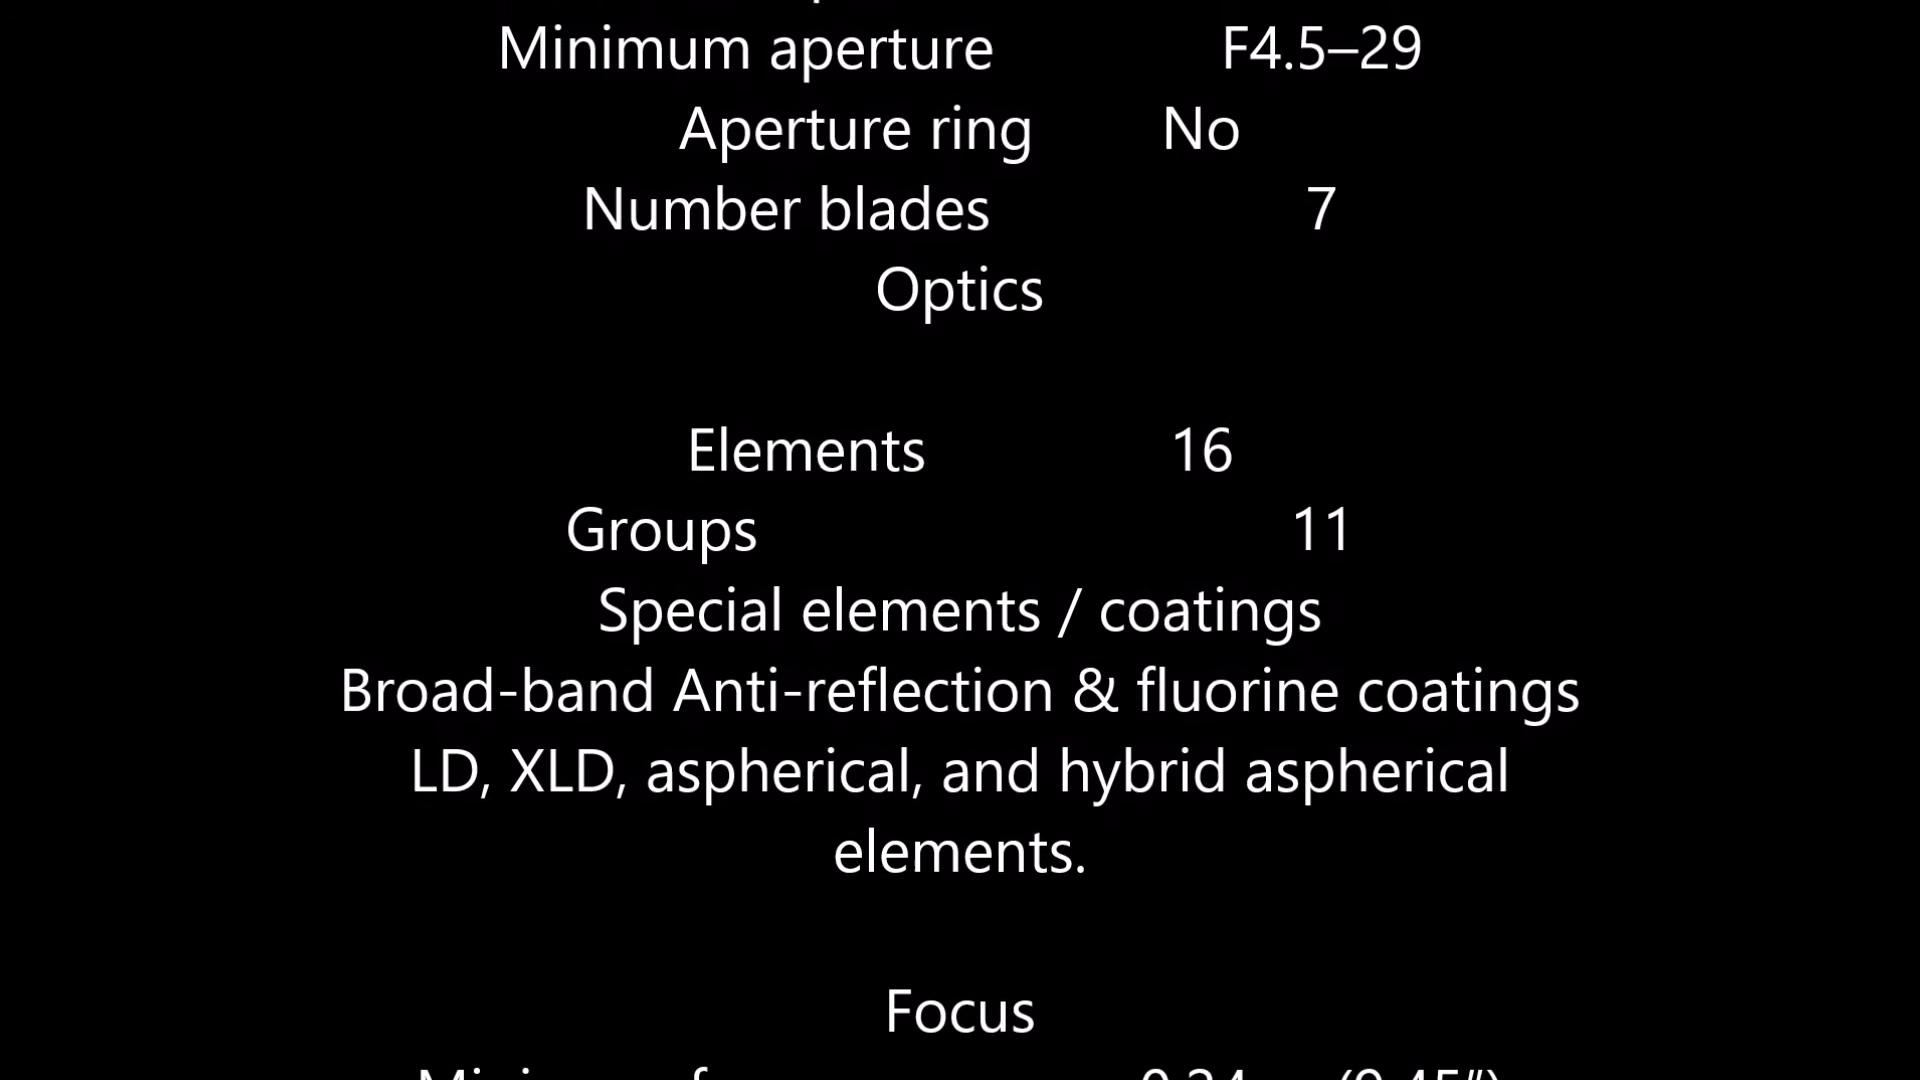 Minimum aperture F4.5–29
Aperture ring No
Number blades 7
Optics
Elements 16
Groups 11
Special elements / coatings
Broad-band Anti-reflection & fluorine coatings
LD, XLD, aspherical, and hybrid aspherical
elements.
Focus